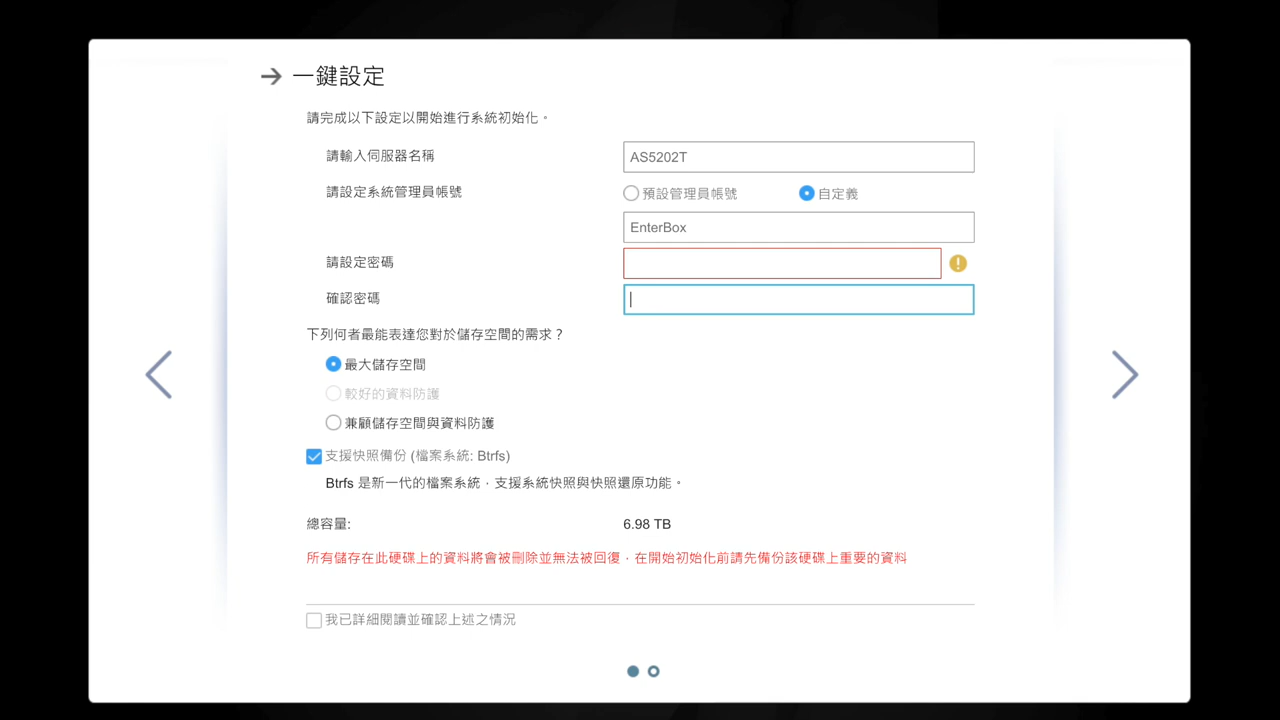 一鍵設定
請完成以下設定以開始進行系統初始化。
請輸入伺服器名稱 AS5202T
請設定系統管理員帳號 預設管理員帳號 自定義
EnterBox
請設定密碼
確認密碼
下列何者最能表達您對於儲存空間的需求？
最大儲存空間
較好的資料防護
兼顧儲存空間與資料防護
支援快照備份 (檔案系統: Btrfs)
Btrfs 是新一代的檔案系統，支援系統快照與快照還原功能。
總容量: 6.98 TB
所有儲存在此硬碟上的資料將會被刪除並無法被回復，在開始初始化前請先備份該硬碟上重要的資料
我已詳細閱讀並確認上述之情況